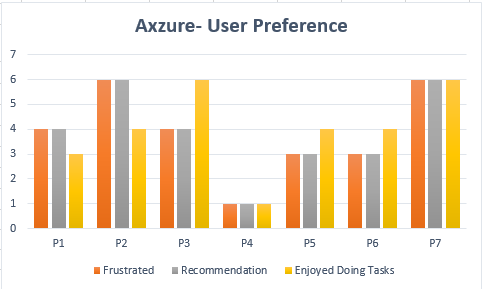 Axzure- User Preference
7
6
5
4
3
2
1
0
P1 P2 P3 P4 P5 P6 P7
Frustrated Recommendation Enjoyed Doing Tasks